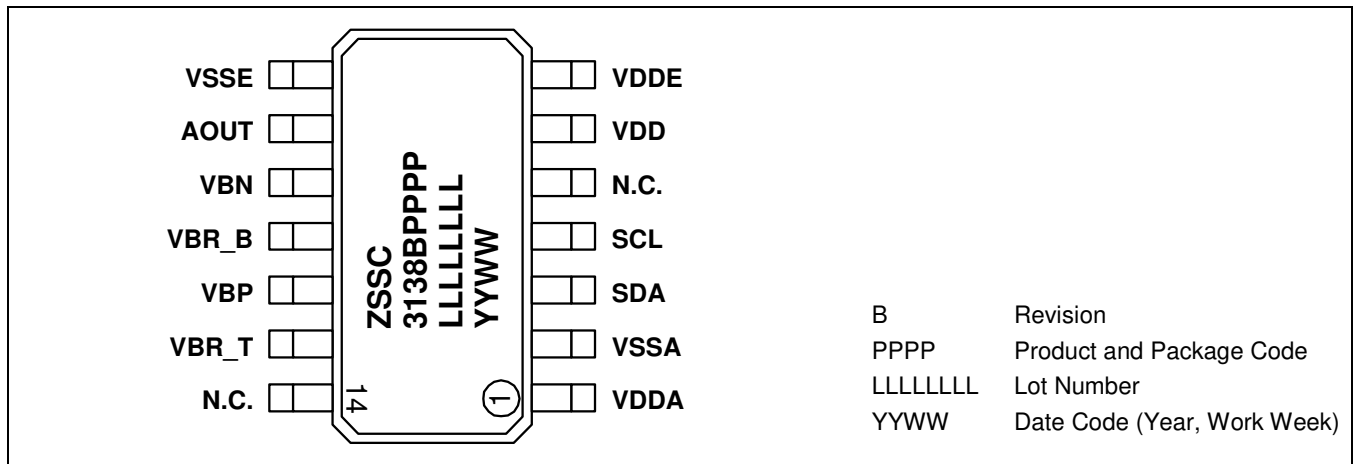 VSSE
AOUT
VBN
VBR_B
VBP
VBR_T
N.C.
ZSSC
3138BPPPP
LLLLLLLL
YYWW
14
1
VDDE
VDD
N.C.
SCL
SDA
VSSA
VDDA
B Revision
PPPP Product and Package Code
LLLLLLLL Lot Number
YYWW Date Code (Year, Work Week)